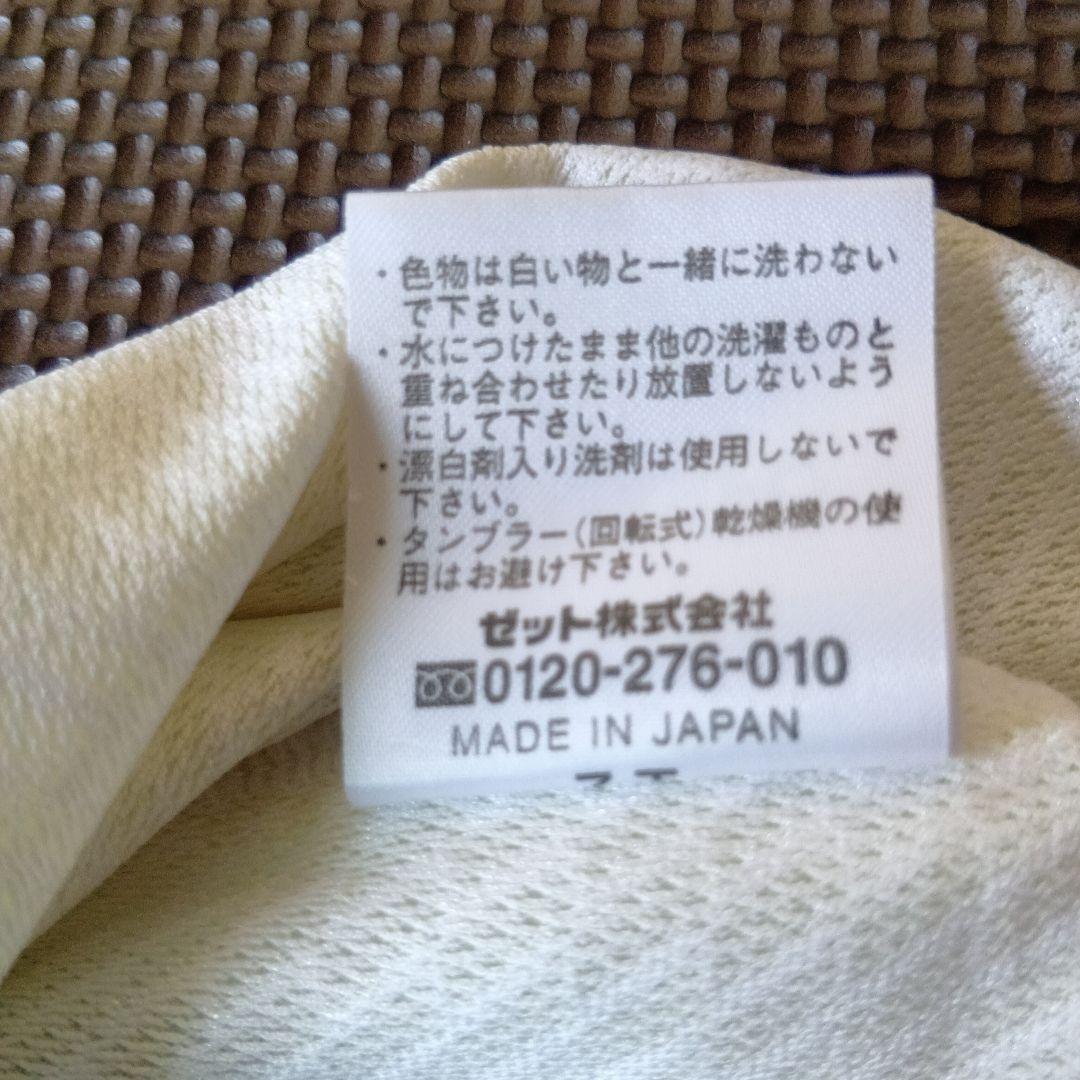 ・色物は白い物と一緒に洗わない
で下さい。
・水につけたまま他の洗濯ものと
重ね合わせたり放置しないよう
にして下さい。
・漂白剤入り洗剤は使用しないで
下さい。
・タンブラー(回転式)乾燥機の使
用はお避け下さい。
ゼット株式会社
0120-276-010
MADE IN JAPAN